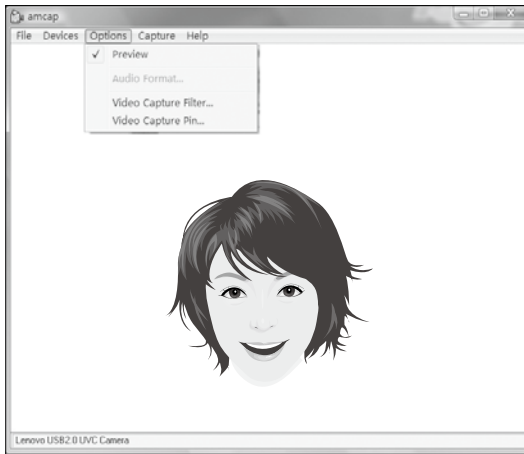 amcap
File Devices Options Capture Help
✓ Preview
Audio Format...
Video Capture Filter...
Video Capture Pin...
Lenovo USB2.0 UVC Camera